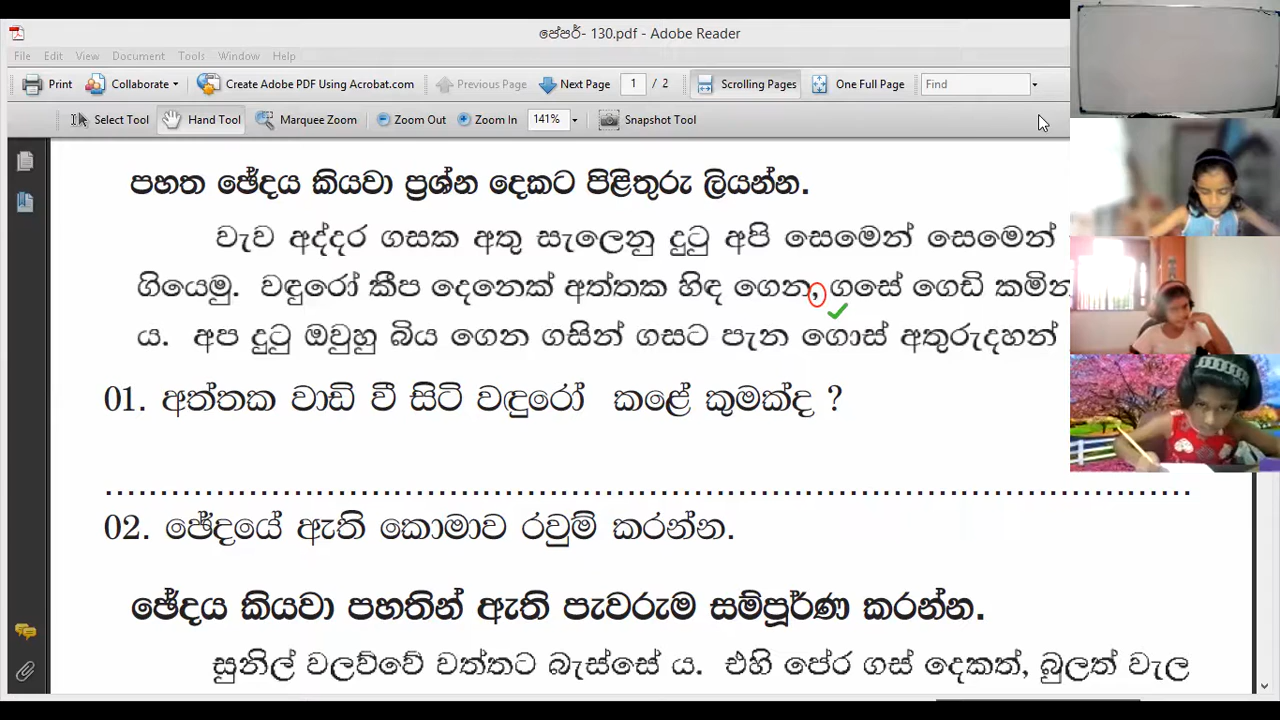 පේපර්- 130.pdf - Adobe Reader
File Edit View Document Tools Window Help
Print Collaborate Create Adobe PDF Using Acrobat.com Previous Page Next Page 1 / 2 Scrolling Pages One Full Page Find
Select Tool Hand Tool Marquee Zoom Zoom Out Zoom In 141% Snapshot Tool
පහත ඡේදය කියවා ප්‍රශ්න දෙකට පිළිතුරු ලියන්න.
වැව අද්දර ගසක අතු සැලෙනු දුටු අපි සෙමෙන් සෙමෙන්
ගියෙමු. වඳුරෝ කීප දෙනෙක් අත්තක හිඳ ගෙන, ගසේ ගෙඩි කමින්
ය. අප දුටු ඔවුහු බිය ගෙන ගසින් ගසට පැන ගොස් අතුරුදහන්
01. අත්තක වාඩි වී සිටි වඳුරෝ කළේ කුමක්ද ?
................................................................................................
02. ඡේදයේ ඇති කොමාව රවුම් කරන්න.
ඡේදය කියවා පහතින් ඇති පැවරුම සම්පූර්ණ කරන්න.
සුනිල් වලව්වේ වත්තට බැස්සේ ය. එහි පේර ගස් දෙකත්, බුලත් වැල